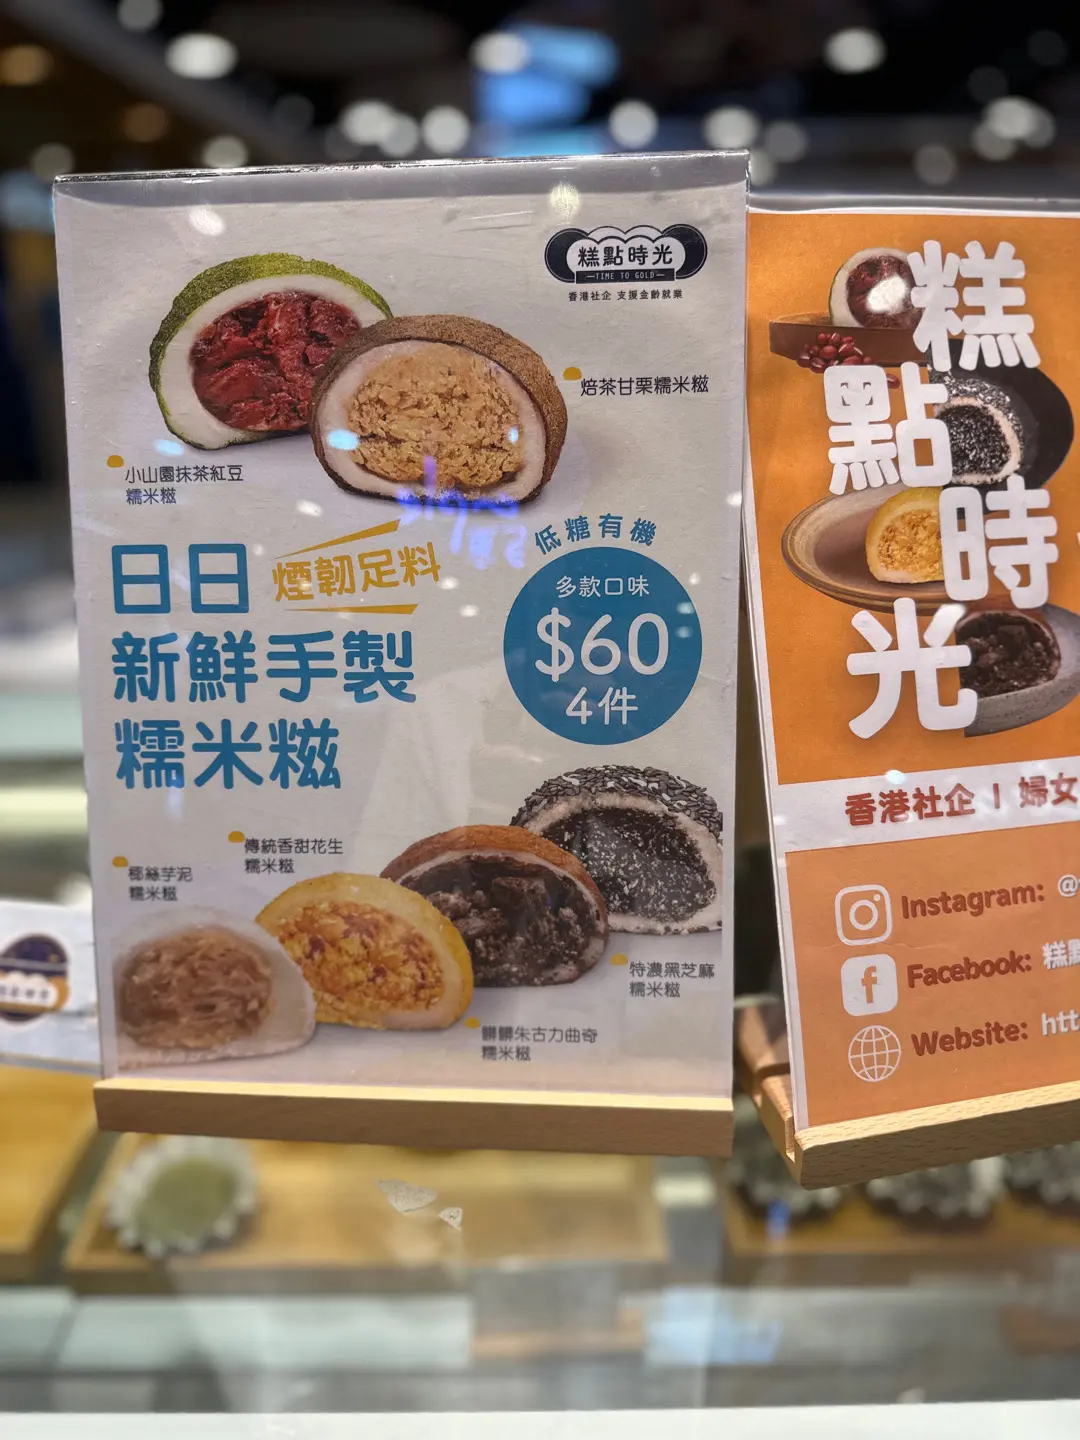 糕點時光
TIME TO GOLD
香港社企 支援金齡就業
焙茶甘栗糯米糍
小山園抹茶紅豆
糯米糍
低糖有機
日日
煙韌足料
新鮮手製
糯米糍
多款口味
$60
4件
傳統香甜花生
糯米糍
椰絲芋泥
糯米糍
特濃黑芝麻
糯米糍
髒髒朱古力曲奇
糯米糍
糕
點
時
光
香港社企 | 婦女
Instagram: @
Facebook: 糕點
Website: htt